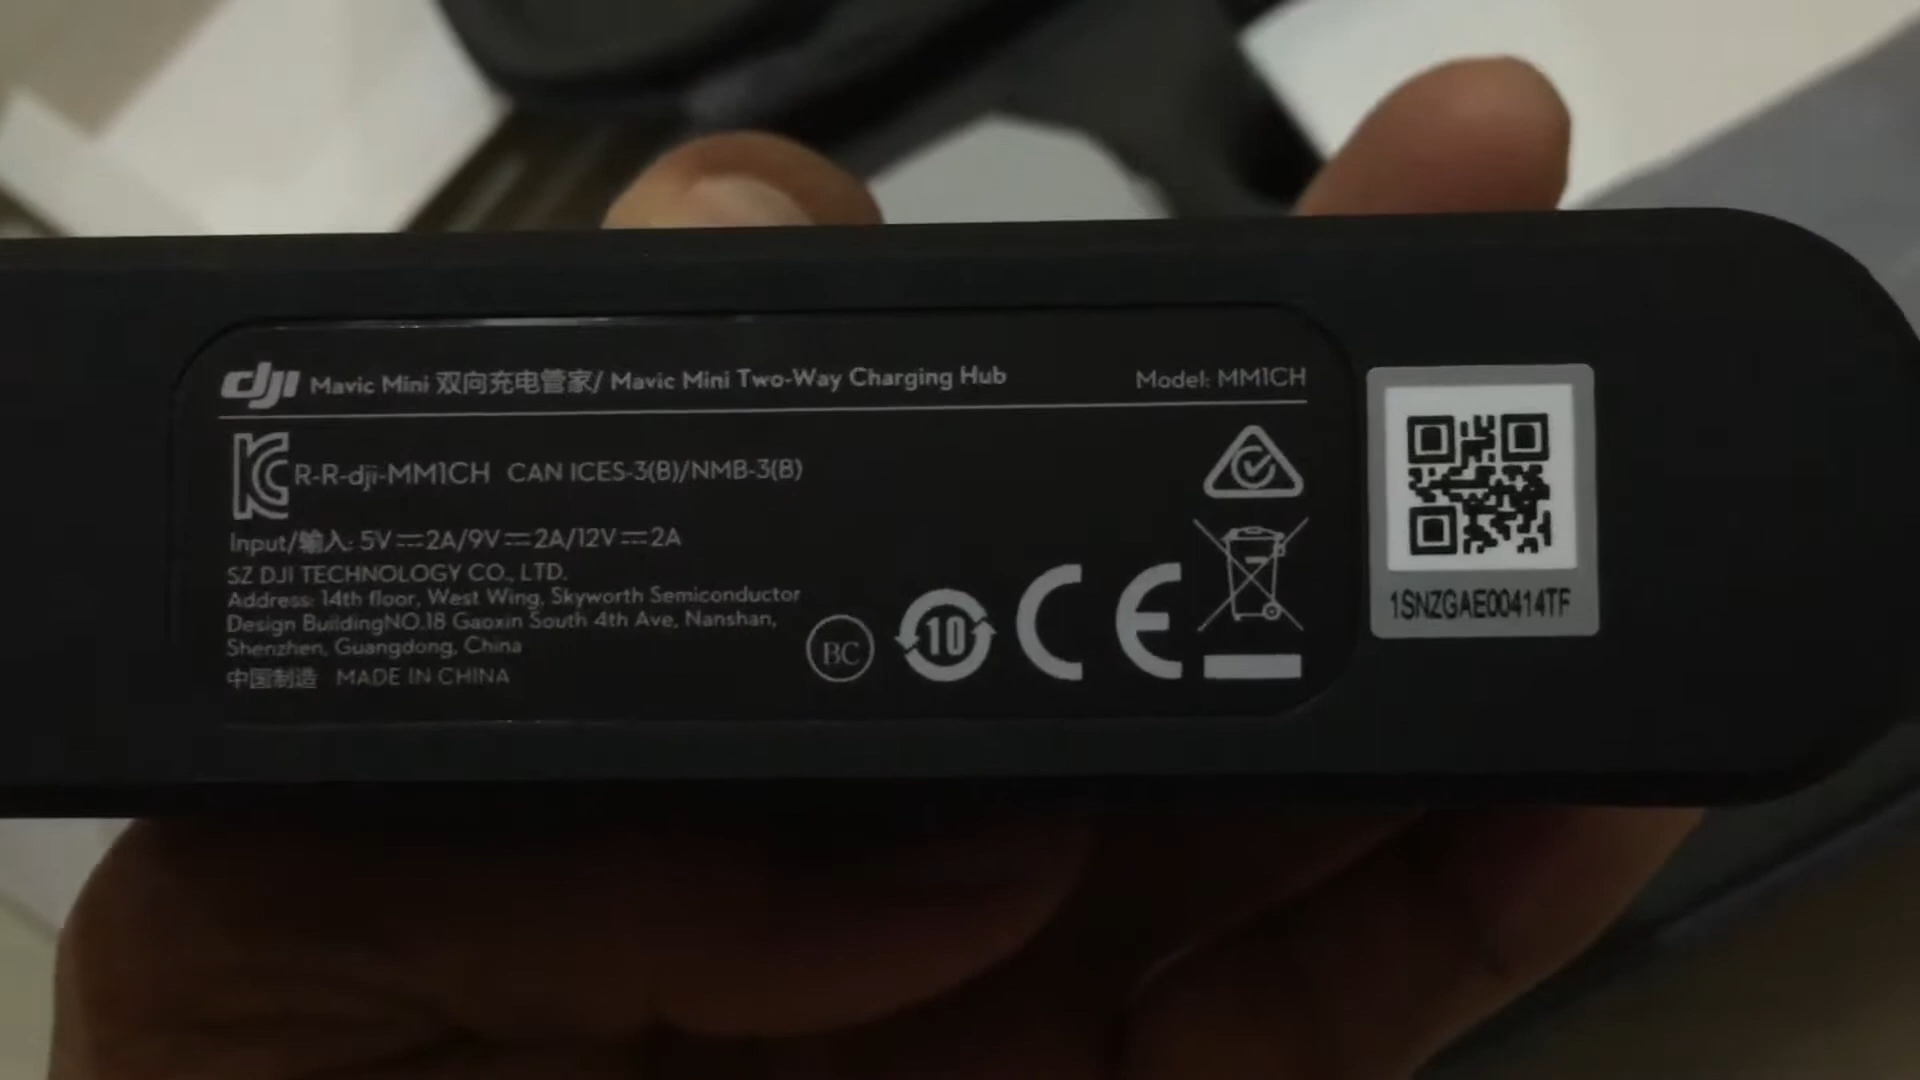 dji Mavic Mini 双向充电管家/ Mavic Mini Two-Way Charging Hub Model: MM1CH
R-R-dji-MM1CH CAN ICES-3(B)/NMB-3(B)
Input/输入: 5V⎓2A/9V⎓2A/12V⎓2A
SZ DJI TECHNOLOGY CO., LTD.
Address: 14th floor, West Wing, Skyworth Semiconductor
Design BuildingNO.18 Gaoxin South 4th Ave, Nanshan,
Shenzhen, Guangdong, China
中国制造 MADE IN CHINA
BC 10 CE
1SNZGAE00414TF